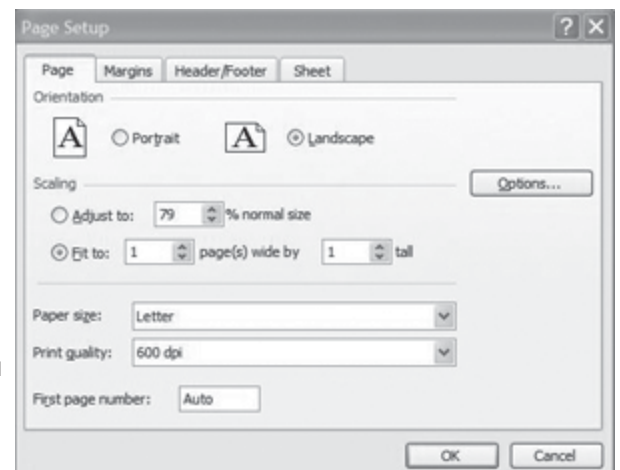 Page Setup
Page Margins Header/Footer Sheet
Orientation
A Portrait A Landscape
Scaling
Options...
Adjust to: 79 % normal size
Fit to: 1 page(s) wide by 1 tall
Paper size: Letter
Print quality: 600 dpi
First page number: Auto
OK Cancel